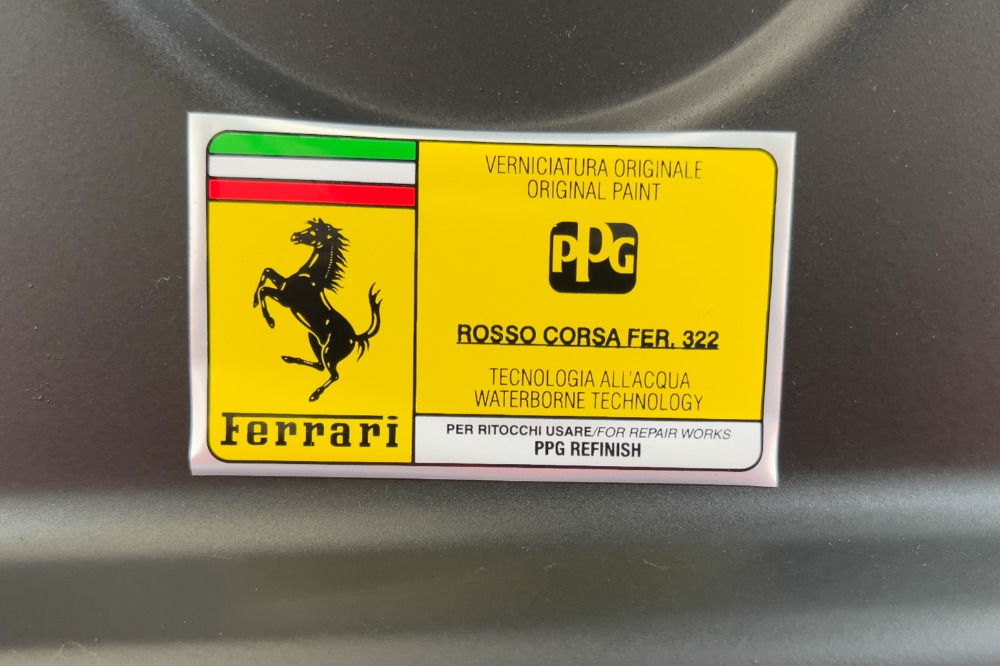 VERNICIATURA ORIGINALE
ORIGINAL PAINT
PPG
ROSSO CORSA FER. 322
TECNOLOGIA ALL'ACQUA
WATERBORNE TECHNOLOGY
Ferrari
PER RITOCCHI USARE/FOR REPAIR WORKS
PPG REFINISH